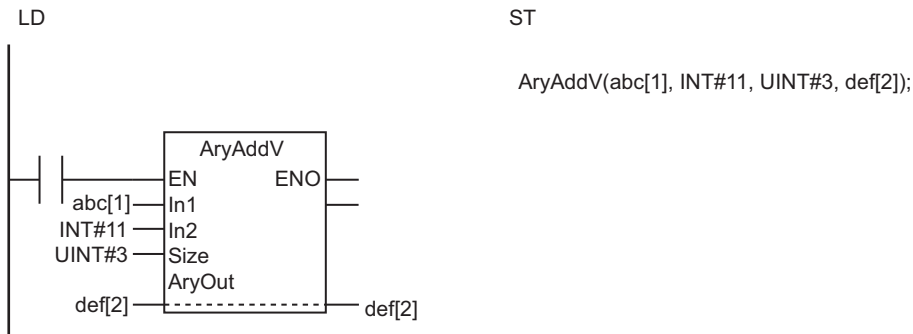 LD
ST
AryAddV(abc[1], INT#11, UINT#3, def[2]);
AryAddV
EN ENO
abc[1] In1
INT#11 In2
UINT#3 Size
AryOut
def[2] def[2]